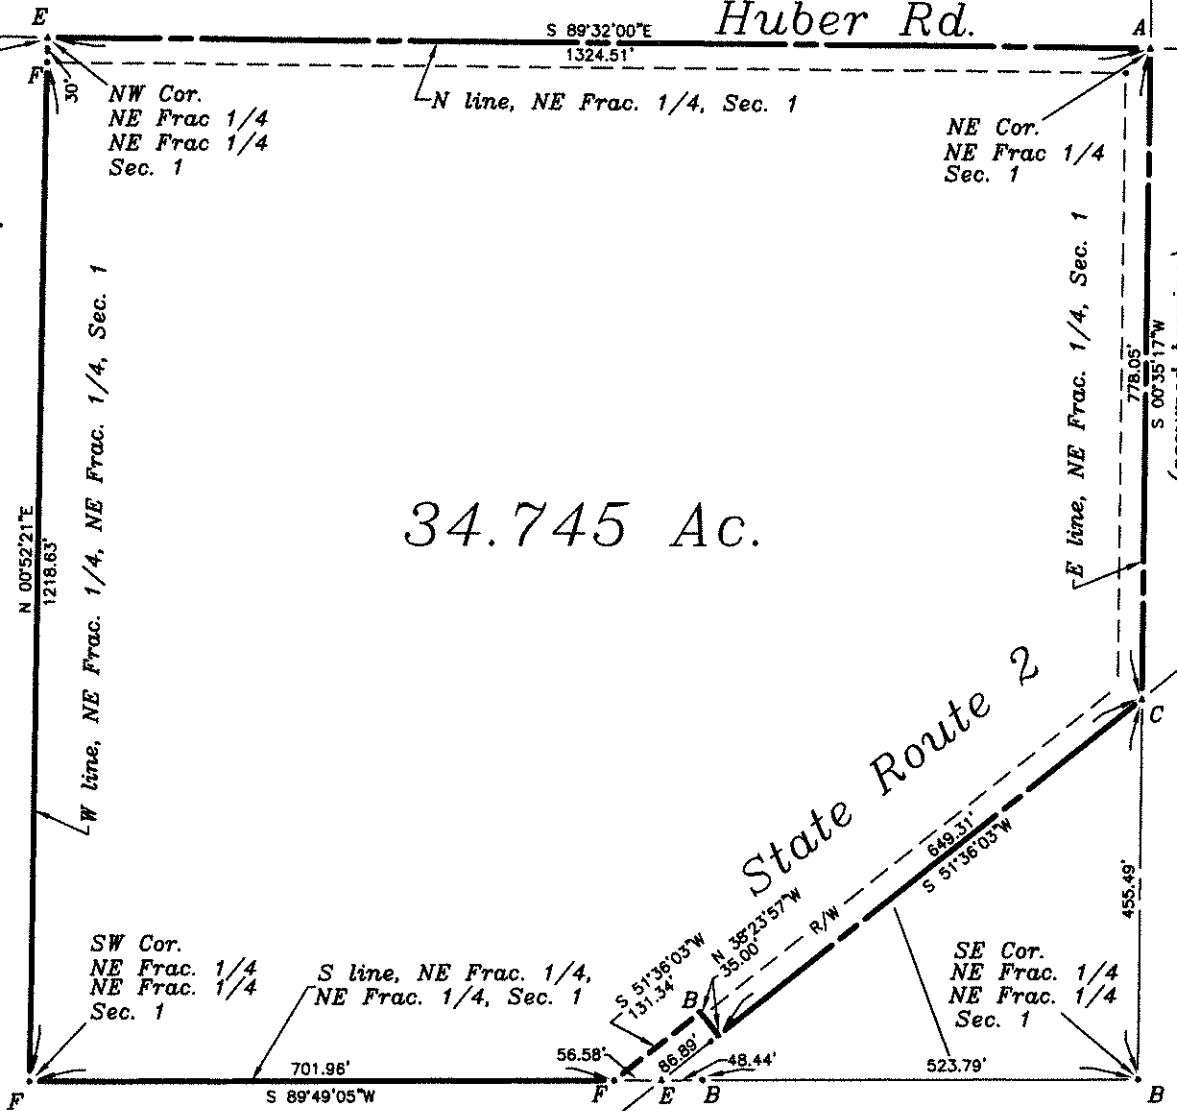 Huber Rd.
E
S 89°32'00"E
1324.51'
A
F
30'
NW Cor.
NE Frac 1/4
NE Frac 1/4
Sec. 1
N line, NE Frac. 1/4, Sec. 1
NE Cor.
NE Frac 1/4
Sec. 1
W line, NE Frac. 1/4, NE Frac. 1/4, Sec. 1
N 00°52'21"E
1218.63'
E line, NE Frac. 1/4, Sec. 1
778.05'
S 00°35'17"W
34.745 Ac.
State Route 2
C
649.31'
S 51°36'03"W
R/W
N 38°23'57"W
35.00'
S 51°36'03"W
131.34'
B
455.49'
SW Cor.
NE Frac. 1/4
NE Frac. 1/4
Sec. 1
S line, NE Frac. 1/4,
NE Frac. 1/4, Sec. 1
SE Cor.
NE Frac. 1/4
NE Frac. 1/4
Sec. 1
56.58'
86.89'
48.44'
523.79'
701.96'
S 89°49'05"W
F
F
E
B
B